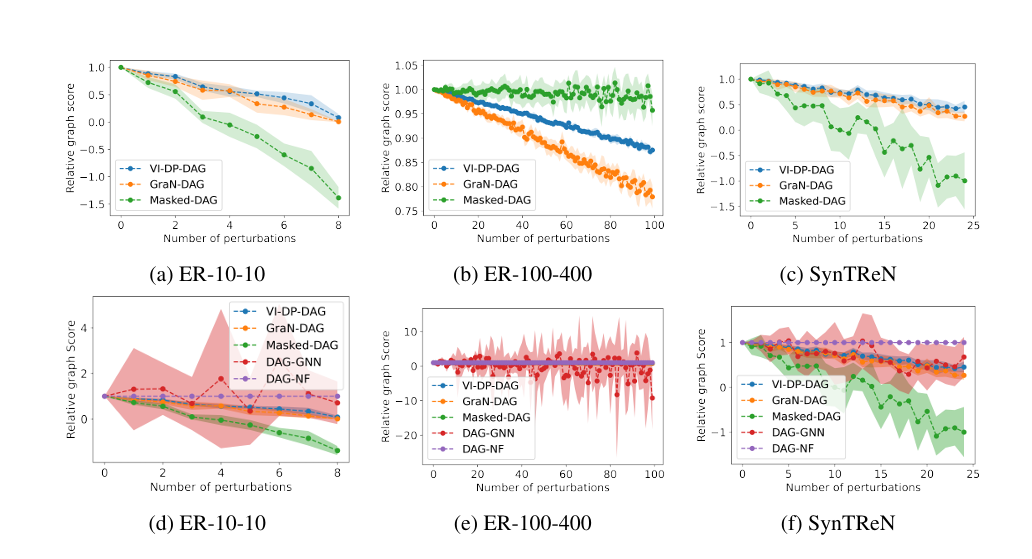 1.0
0.5
0.0
−0.5
−1.0
−1.5
Relative graph score
VI-DP-DAG
GraN-DAG
Masked-DAG
0 2 4 6 8
Number of perturbations
(a) ER-10-10
1.05
1.00
0.95
0.90
0.85
0.80
0.75
Relative graph score
VI-DP-DAG
GraN-DAG
Masked-DAG
0 20 40 60 80 100
Number of perturbations
(b) ER-100-400
1.0
0.5
0.0
−0.5
−1.0
−1.5
Relative graph score
VI-DP-DAG
GraN-DAG
Masked-DAG
0 5 10 15 20 25
Number of perturbations
(c) SynTReN
4
2
0
Relative graph Score
VI-DP-DAG
GraN-DAG
Masked-DAG
DAG-GNN
DAG-NF
0 2 4 6 8
Number of perturbations
(d) ER-10-10
10
0
−10
−20
Relative graph Score
VI-DP-DAG
GraN-DAG
Masked-DAG
DAG-GNN
DAG-NF
0 20 40 60 80 100
Number of perturbations
(e) ER-100-400
1
0
−1
Relative graph Score
VI-DP-DAG
GraN-DAG
Masked-DAG
DAG-GNN
DAG-NF
0 5 10 15 20 25
Number of perturbations
(f) SynTReN